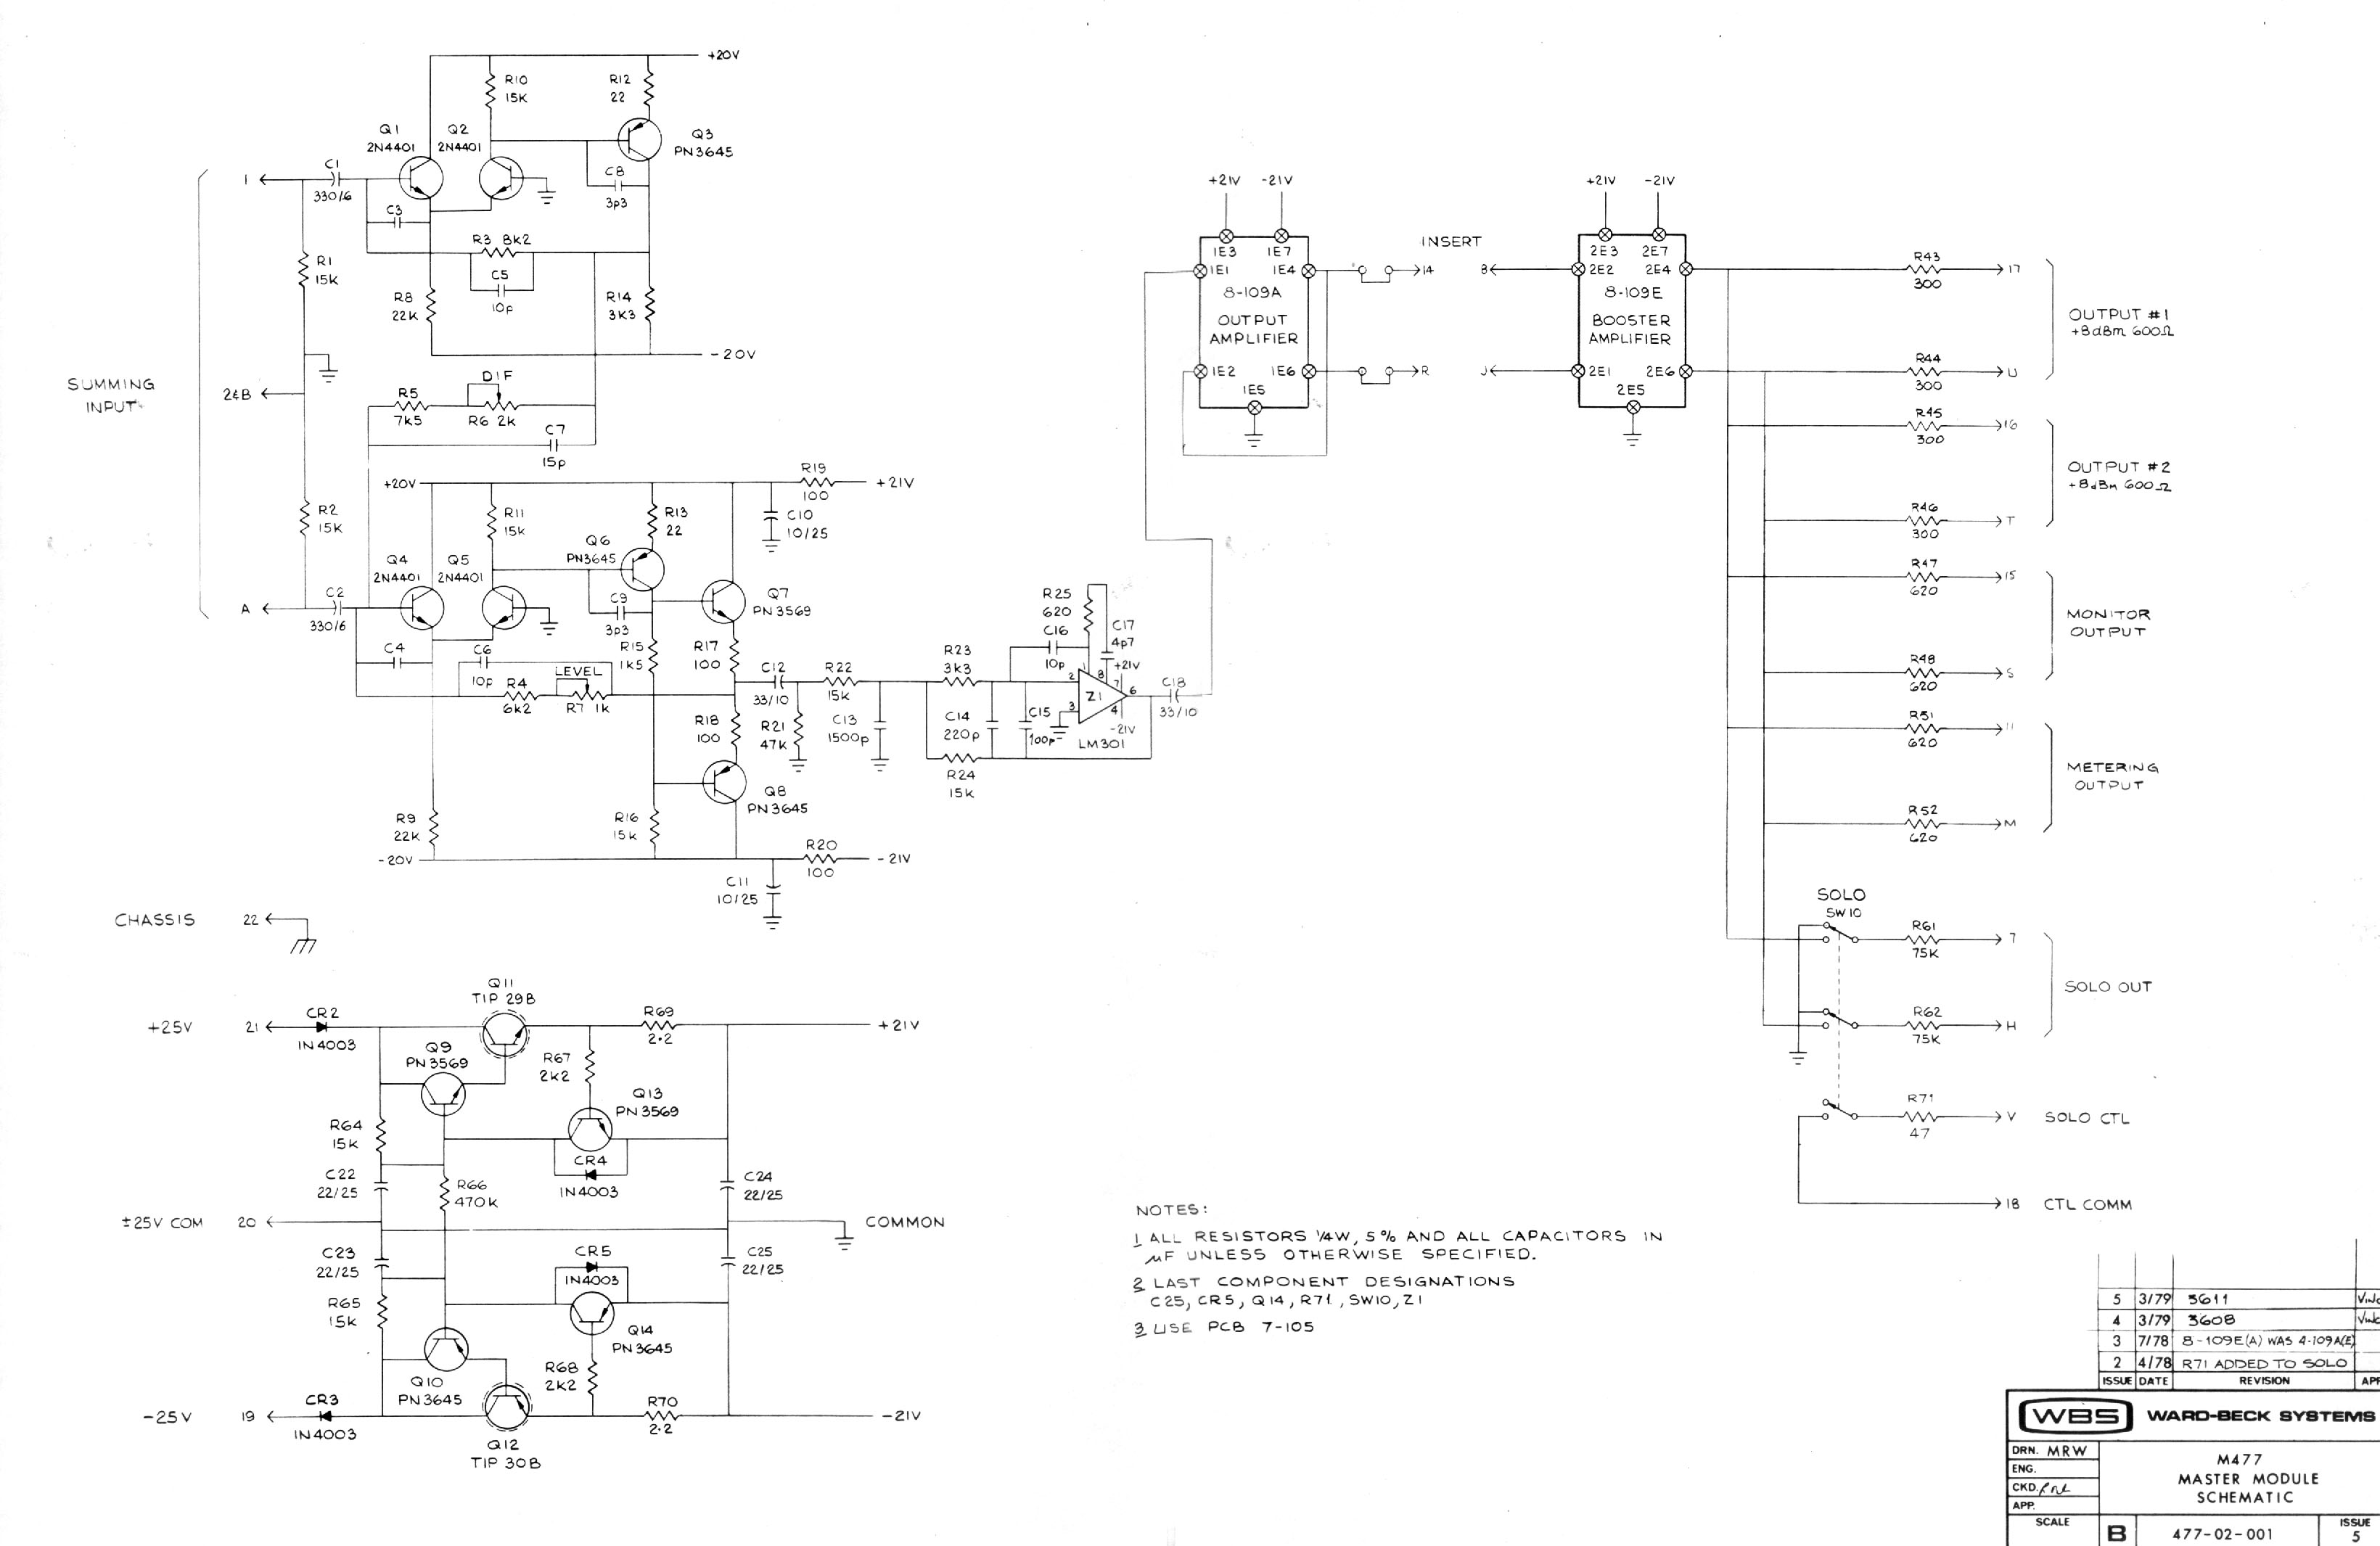 +20V
R10
15K
R12
22
Q1
2N4401
Q2
2N4401
Q3
PN3645
C1
330/6
1
C3
C8
3p3
R3 8k2
C5
10p
R1
15K
R8
22K
R14
3K3
-20V
SUMMING
INPUT
2&B
D1F
R5
7k5
R6 2k
C7
15p
R19
100
+20V
+21V
R2
15K
R11
15k
R13
22
C10
10/25
Q4
2N4401
Q5
2N4401
Q6
PN3645
A
C2
330/6
C9
3p3
Q7
PN3569
C4
C6
10p
R15
1k5
R17
100
LEVEL
R4
6k2
R7 1k
C12
33/10
R22
15k
R18
100
R21
47K
C13
1500p
R23
3k3
C14
220p
C15
100p
R24
15k
R25
620
C16
10p
C17
4p7
+21V
1
8
7
2
Z1
6
3
4
-21V
LM301
C18
33/10
Q8
PN3645
R9
22K
R16
15k
-20V
R20
100
-21V
C11
10/25
CHASSIS
22
+21V
-21V
1E3
1E7
1E1
1E4
8-109A
OUTPUT
AMPLIFIER
1E2
1E6
1E5
INSERT
14
8
R
J
+21V
-21V
2E3
2E7
2E2
2E4
8-109E
BOOSTER
AMPLIFIER
2E1
2E6
2E5
R43
300
17
R44
300
U
OUTPUT #1
+8dBm 600Ω
R45
300
16
R46
300
T
OUTPUT #2
+8dBm 600Ω
R47
620
15
R48
620
S
MONITOR
OUTPUT
R51
620
11
R52
620
M
METERING
OUTPUT
SOLO
SW10
R61
75K
7
R62
75K
H
SOLO OUT
R71
47
V
SOLO CTL
18
CTL COMM
+25V
21
CR2
1N4003
Q11
TIP 29B
R69
2·2
+21V
Q9
PN3569
R67
2k2
Q13
PN3569
R64
15k
CR4
1N4003
C22
22/25
R66
470K
C24
22/25
±25V COM
20
COMMON
C23
22/25
CR5
1N4003
C25
22/25
R65
15k
Q14
PN3645
Q10
PN3645
R68
2k2
-25V
19
CR3
1N4003
Q12
TIP 30B
R70
2·2
-21V
NOTES:
1 ALL RESISTORS 1/4W, 5% AND ALL CAPACITORS IN
µF UNLESS OTHERWISE SPECIFIED.
2 LAST COMPONENT DESIGNATIONS
C25, CR5, Q14, R71, SW10, Z1
3 USE PCB 7-105
5 3/79 3611
4 3/79 3608
3 7/78 8-109E(A) WAS 4-109A(E)
2 4/78 R71 ADDED TO SOLO
ISSUE DATE REVISION
WBS WARD-BECK SYSTEMS
DRN. MRW
ENG.
CKD.
APP.
SCALE
M477
MASTER MODULE
SCHEMATIC
B
477-02-001
ISSUE
5